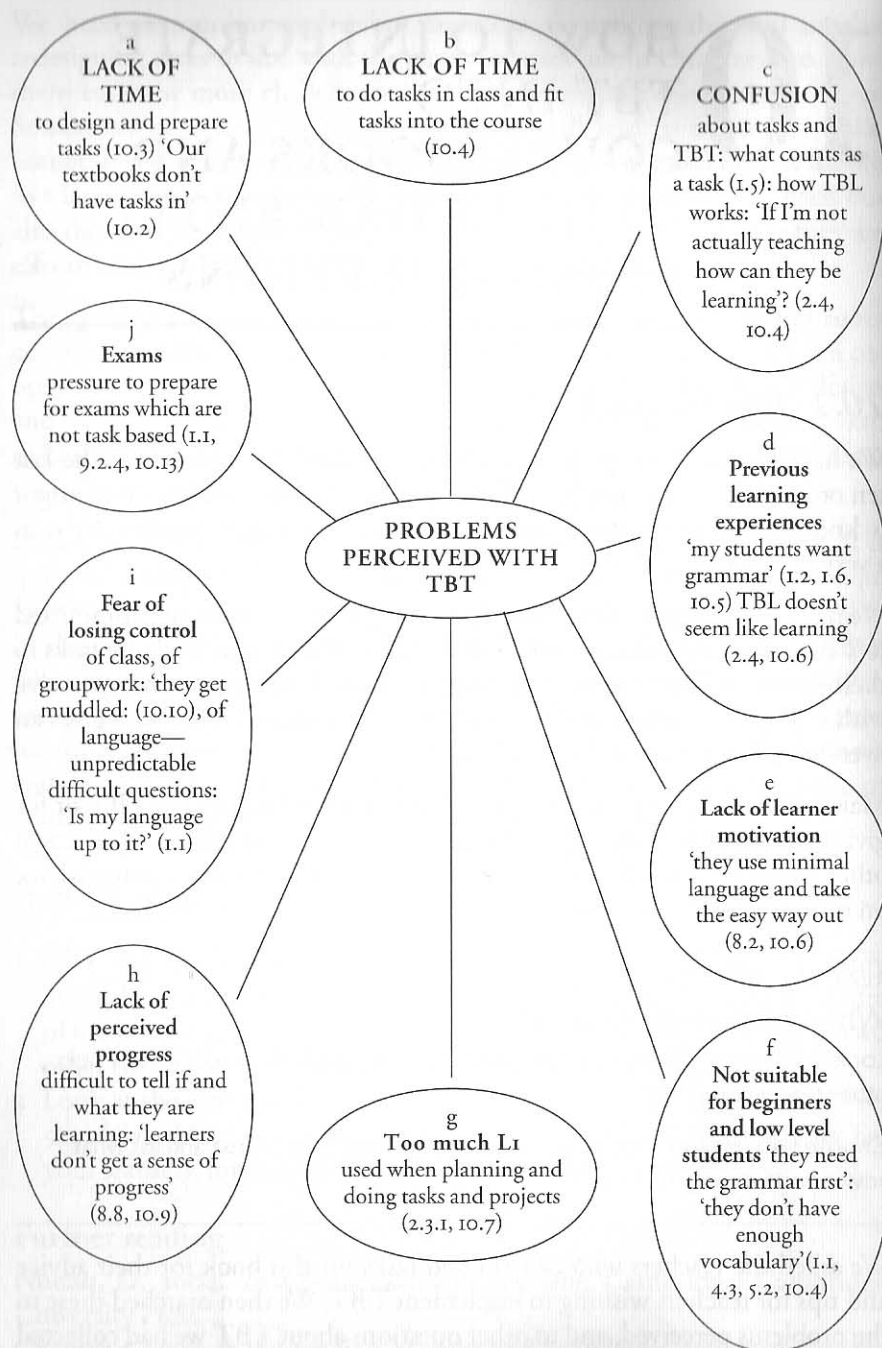 a
LACK OF
TIME
to design and prepare
tasks (10.3) ‘Our
textbooks don’t
have tasks in’
(10.2)
b
LACK OF TIME
to do tasks in class and fit
tasks into the course
(10.4)
c
CONFUSION
about tasks and
TBT: what counts as
a task (1.5): how TBL
works: ‘If I’m not
actually teaching
how can they be
learning’? (2.4,
10.4)
j
Exams
pressure to prepare
for exams which are
not task based (1.1,
9.2.4, 10.13)
d
Previous
learning
experiences
‘my students want
grammar’ (1.2, 1.6,
10.5) TBL doesn’t
seem like learning’
(2.4, 10.6)
PROBLEMS
PERCEIVED WITH
TBT
i
Fear of
losing control
of class, of
groupwork: ‘they get
muddled: (10.10), of
language—
unpredictable
difficult questions:
‘Is my language
up to it?’ (1.1)
e
Lack of learner
motivation
‘they use minimal
language and take
the easy way out
(8.2, 10.6)
h
Lack of
perceived
progress
difficult to tell if and
what they are
learning: ‘learners
don’t get a sense of
progress’
(8.8, 10.9)
g
Too much L1
used when planning and
doing tasks and projects
(2.3.1, 10.7)
f
Not suitable
for beginners
and low level
students ‘they need
the grammar first’:
‘they don’t have
enough
vocabulary’(1.1,
4.3, 5.2, 10.4)